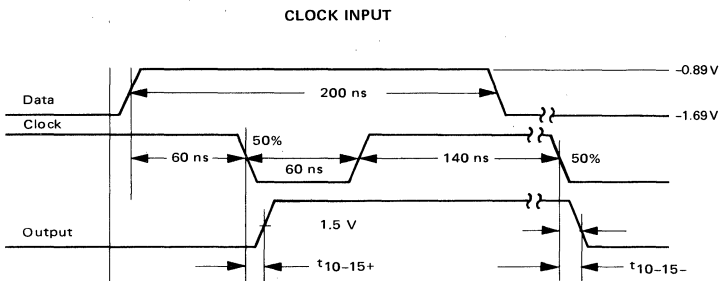 CLOCK INPUT
−0.89 V
200 ns
Data
−1.69 V
Clock
50%
60 ns
60 ns
140 ns
50%
Output
1.5 V
t10−15+
t10−15−